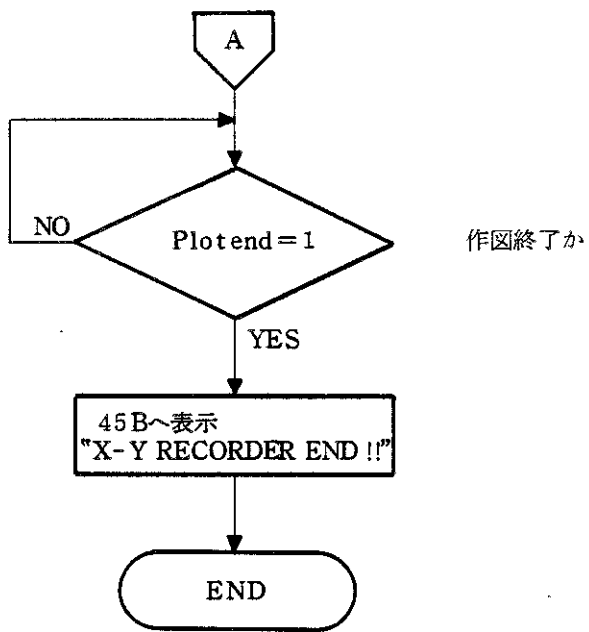 A
NO
Plotend=1
作図終了か
YES
45Bへ表示
"X-Y RECORDER END !!"
END